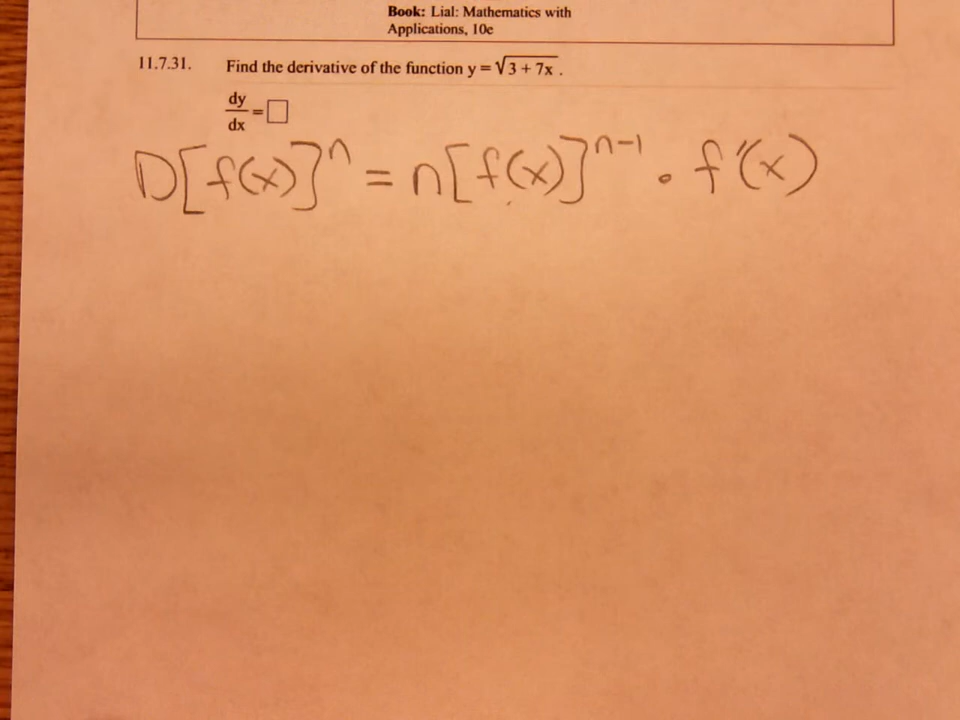 Book: Lial: Mathematics with
Applications, 10e
11.7.31. Find the derivative of the function y = √3 + 7x .
dy/dx = □
D[f(x)]^n = n[f(x)]^n-1 • f'(x)